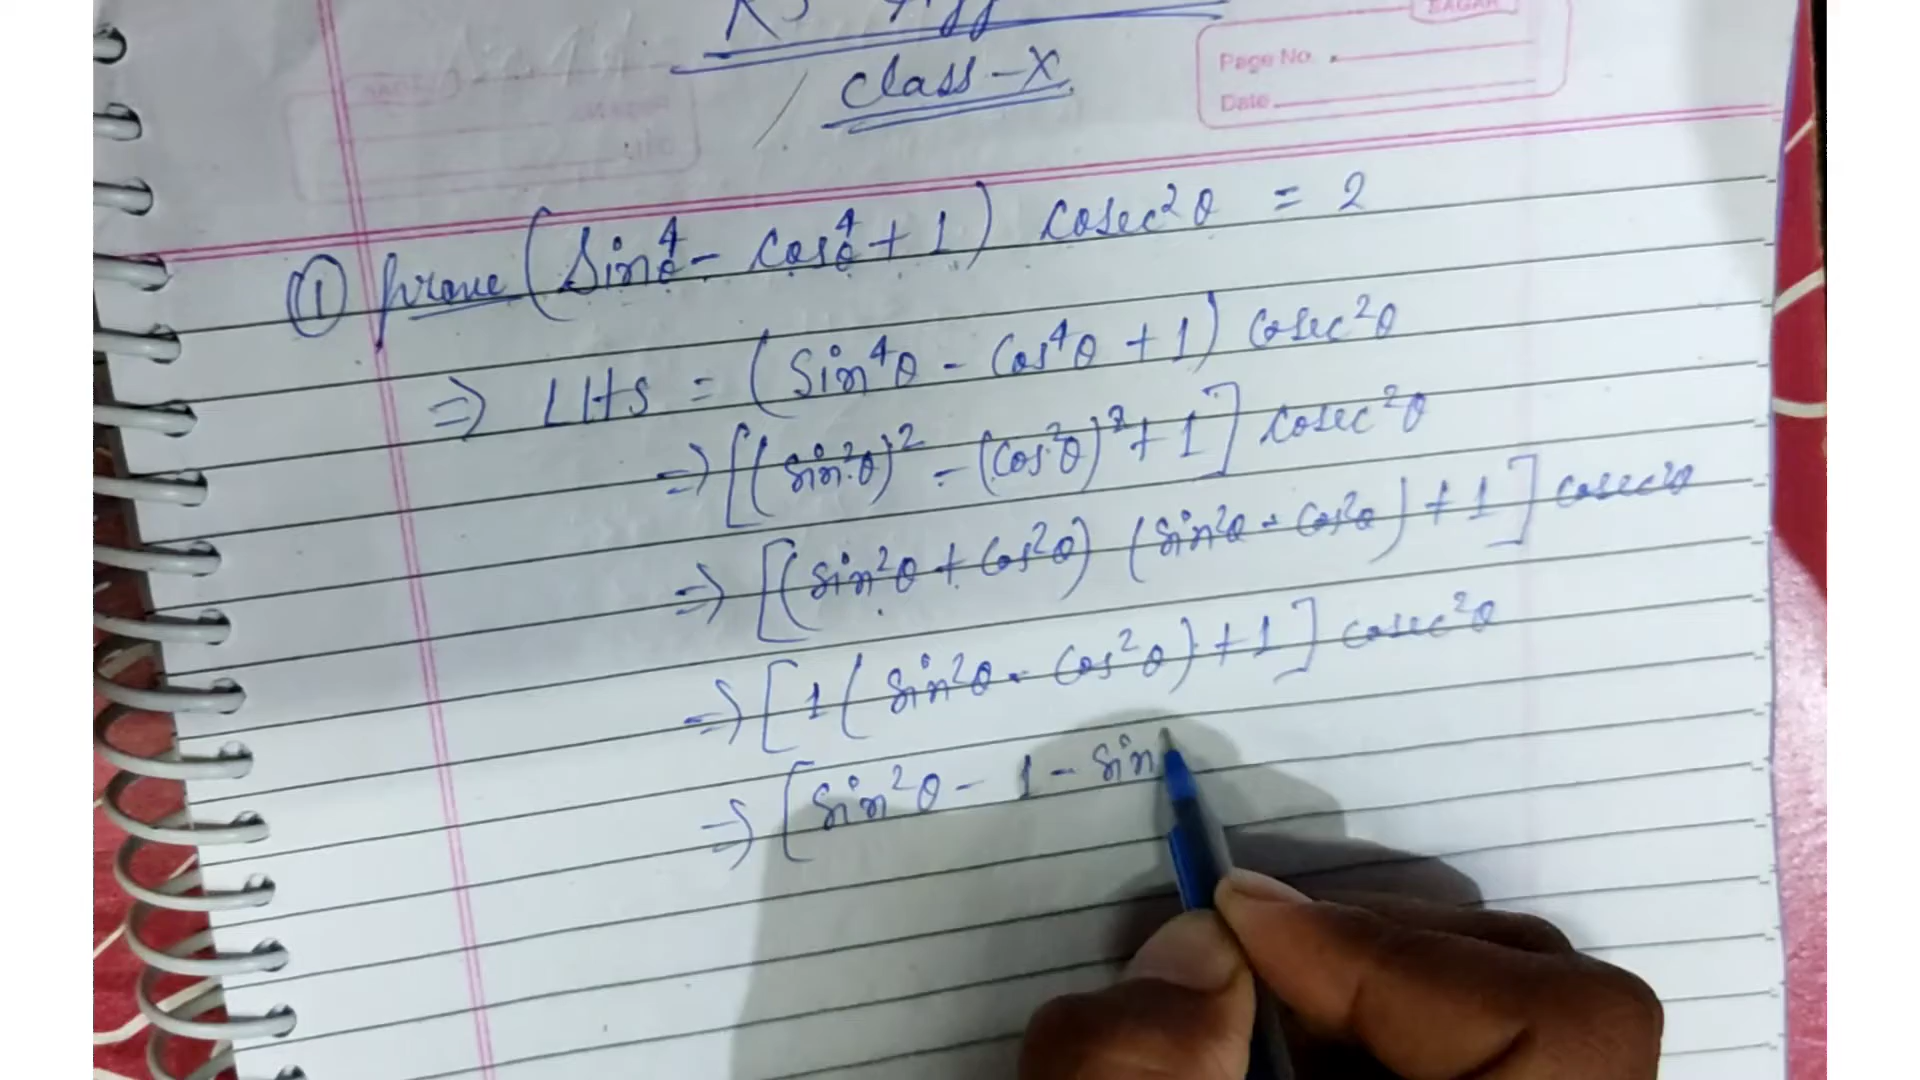 SAGAR
Class-X
Page No.
Date
① prove (Sin⁴θ - Cos⁴θ + 1) Cosec²θ = 2
⇒ LHS = (Sin⁴θ - Cos⁴θ + 1) Cosec²θ
⇒ [(Sin²θ)² - (Cos²θ)² + 1] Cosec²θ
⇒ [(Sin²θ + Cos²θ) (Sin²θ - Cos²θ) + 1] Cosec²θ
⇒ [1 (Sin²θ - Cos²θ) + 1] Cosec²θ
⇒ [Sin²θ - 1 - Sin